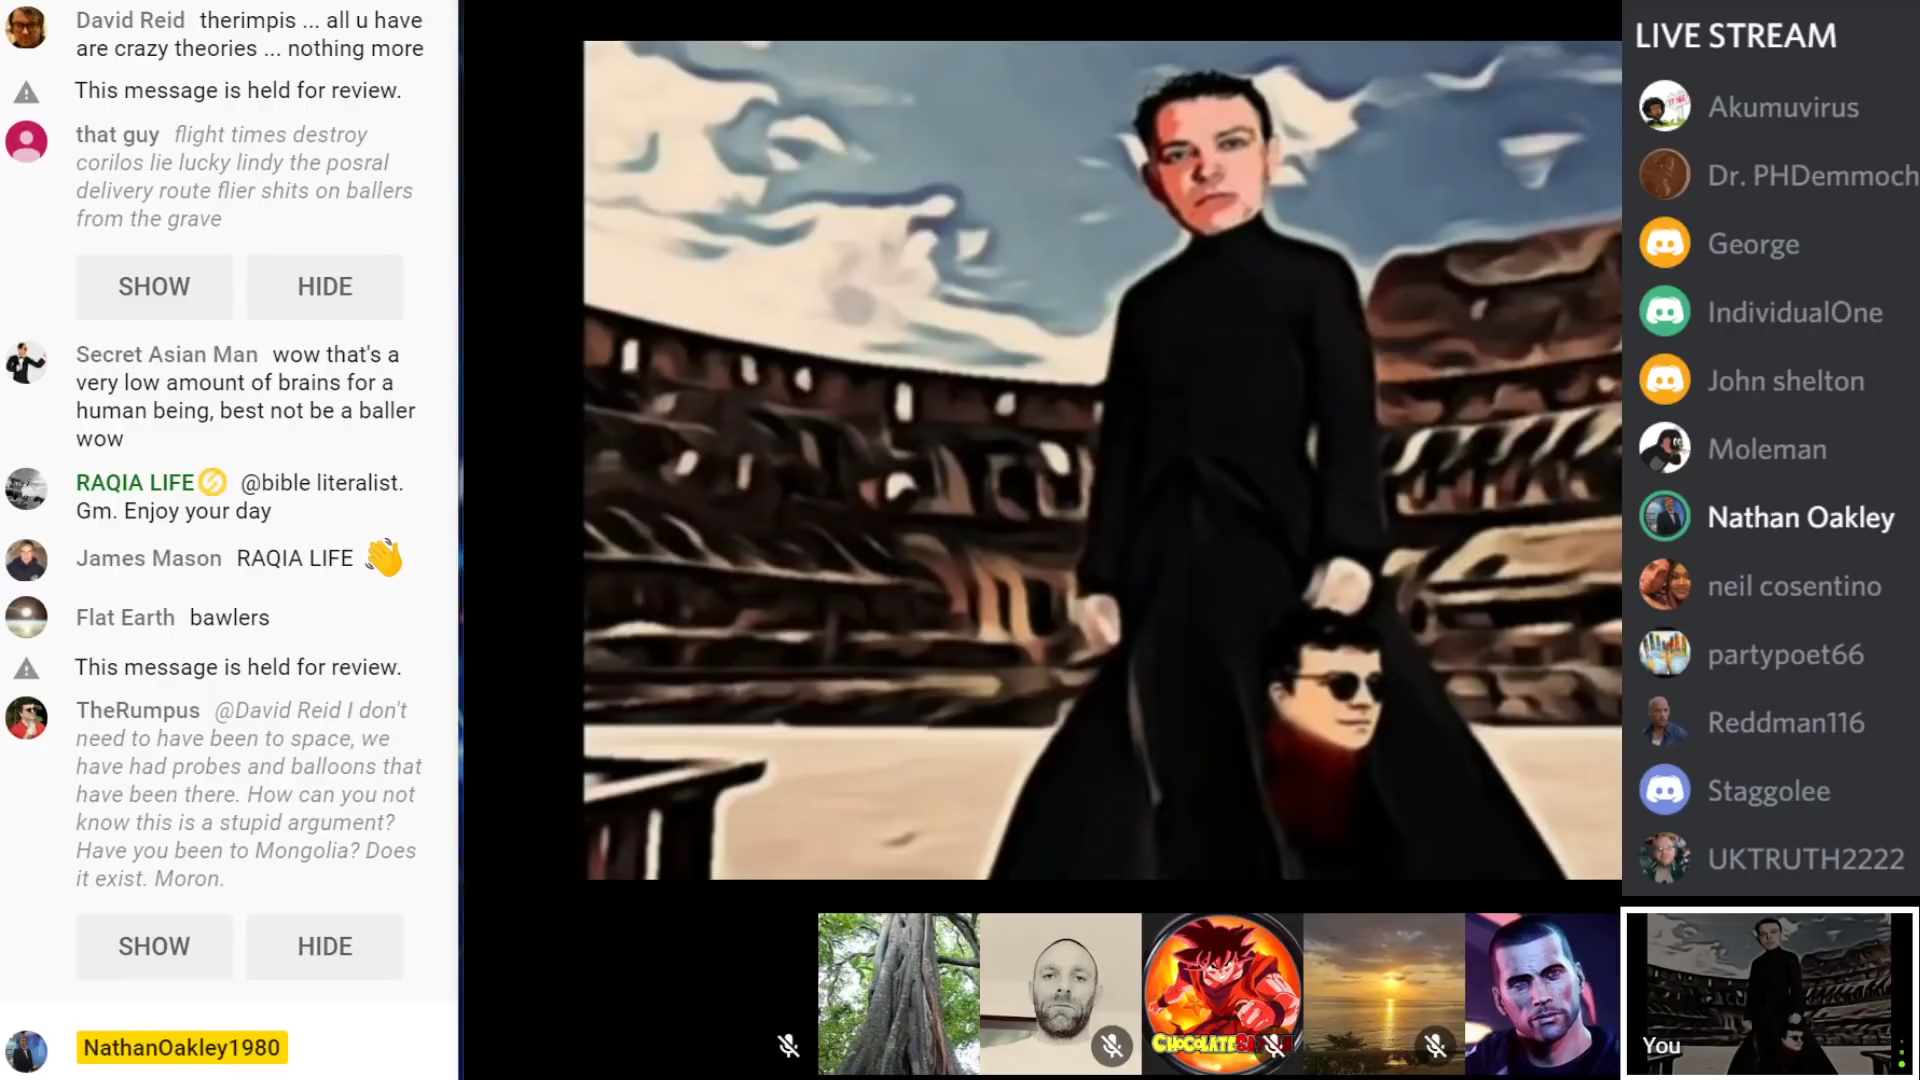 David Reid therimpis ... all u have
are crazy theories ... nothing more
This message is held for review.
that guy flight times destroy
corilos lie lucky lindy the posral
delivery route flier shits on ballers
from the grave
SHOW HIDE
Secret Asian Man wow that's a
very low amount of brains for a
human being, best not be a baller
wow
RAQIA LIFE @bible literalist.
Gm. Enjoy your day
James Mason RAQIA LIFE
Flat Earth bawlers
This message is held for review.
TheRumpus @David Reid I don't
need to have been to space, we
have had probes and balloons that
have been there. How can you not
know this is a stupid argument?
Have you been to Mongolia? Does
it exist. Moron.
SHOW HIDE
NathanOakley1980
LIVE STREAM
Akumuvirus
Dr. PHDemmoch
George
IndividualOne
John shelton
Moleman
Nathan Oakley
neil cosentino
partypoet66
Reddman116
Staggolee
UKTRUTH2222
You